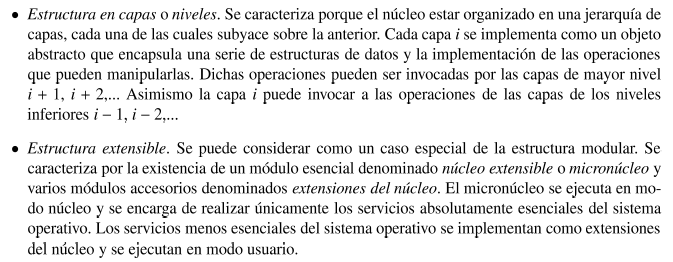 • Estructura en capas o niveles. Se caracteriza porque el núcleo estar organizado en una jerarquía de
capas, cada una de las cuales subyace sobre la anterior. Cada capa i se implementa como un objeto
abstracto que encapsula una serie de estructuras de datos y la implementación de las operaciones
que pueden manipularlas. Dichas operaciones pueden ser invocadas por las capas de mayor nivel
i + 1, i + 2,... Asimismo la capa i puede invocar a las operaciones de las capas de los niveles
inferiores i − 1, i − 2,...
• Estructura extensible. Se puede considerar como un caso especial de la estructura modular. Se
caracteriza por la existencia de un módulo esencial denominado núcleo extensible o micronúcleo y
varios módulos accesorios denominados extensiones del núcleo. El micronúcleo se ejecuta en mo-
do núcleo y se encarga de realizar únicamente los servicios absolutamente esenciales del sistema
operativo. Los servicios menos esenciales del sistema operativo se implementan como extensiones
del núcleo y se ejecutan en modo usuario.